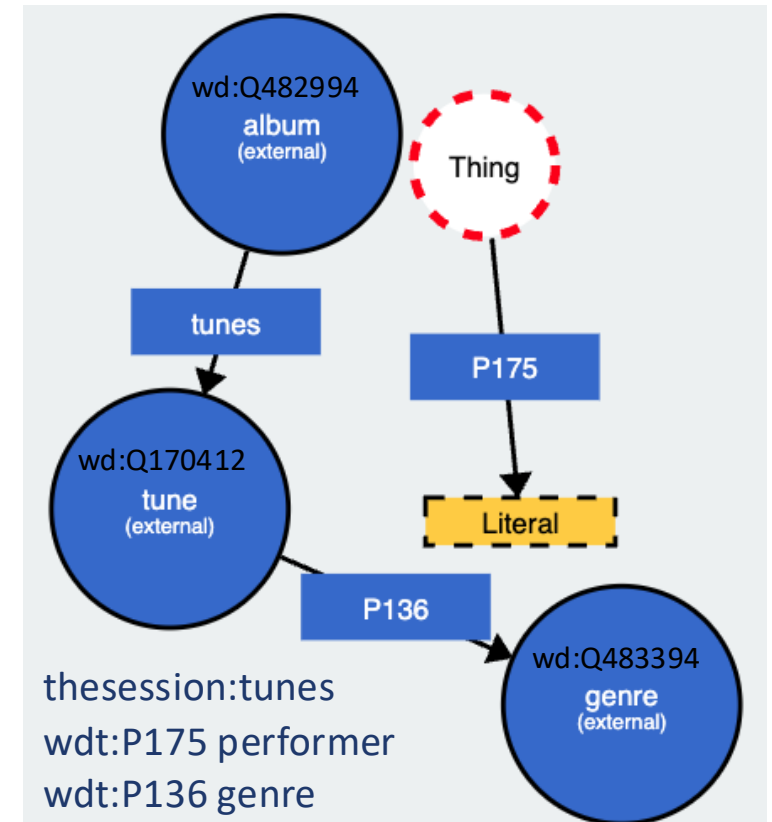 wd:Q482994
album
(external)
Thing
tunes
P175
wd:Q170412
tune
(external)
Literal
P136
wd:Q483394
genre
(external)
thesession:tunes
wdt:P175 performer
wdt:P136 genre